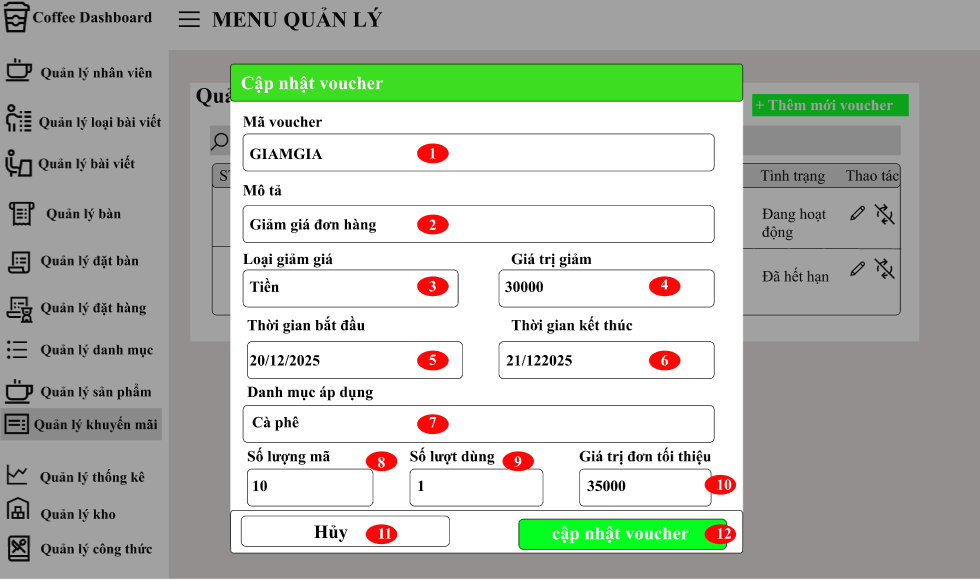 Coffee Dashboard
MENU QUẢN LÝ
Quản lý nhân viên
Quản lý loại bài viết
Quản lý bài viết
Quản lý bàn
Quản lý đặt bàn
Quản lý đặt hàng
Quản lý danh mục
Quản lý sản phẩm
Quản lý khuyến mãi
Quản lý thống kê
Quản lý kho
Quản lý công thức
+ Thêm mới voucher
Tình trạng Thao tác
Đang hoạt
động
Đã hết hạn
Cập nhật voucher
Mã voucher
GIAMGIA 1
Mô tả
Giảm giá đơn hàng 2
Loại giảm giá Giá trị giảm
Tiền 3 30000 4
Thời gian bắt đầu Thời gian kết thúc
20/12/2025 5 21/122025 6
Danh mục áp dụng
Cà phê 7
Số lượng mã 8 Số lượt dùng 9 Giá trị đơn tối thiệu
10 1 35000 10
Hủy 11 cập nhật voucher 12